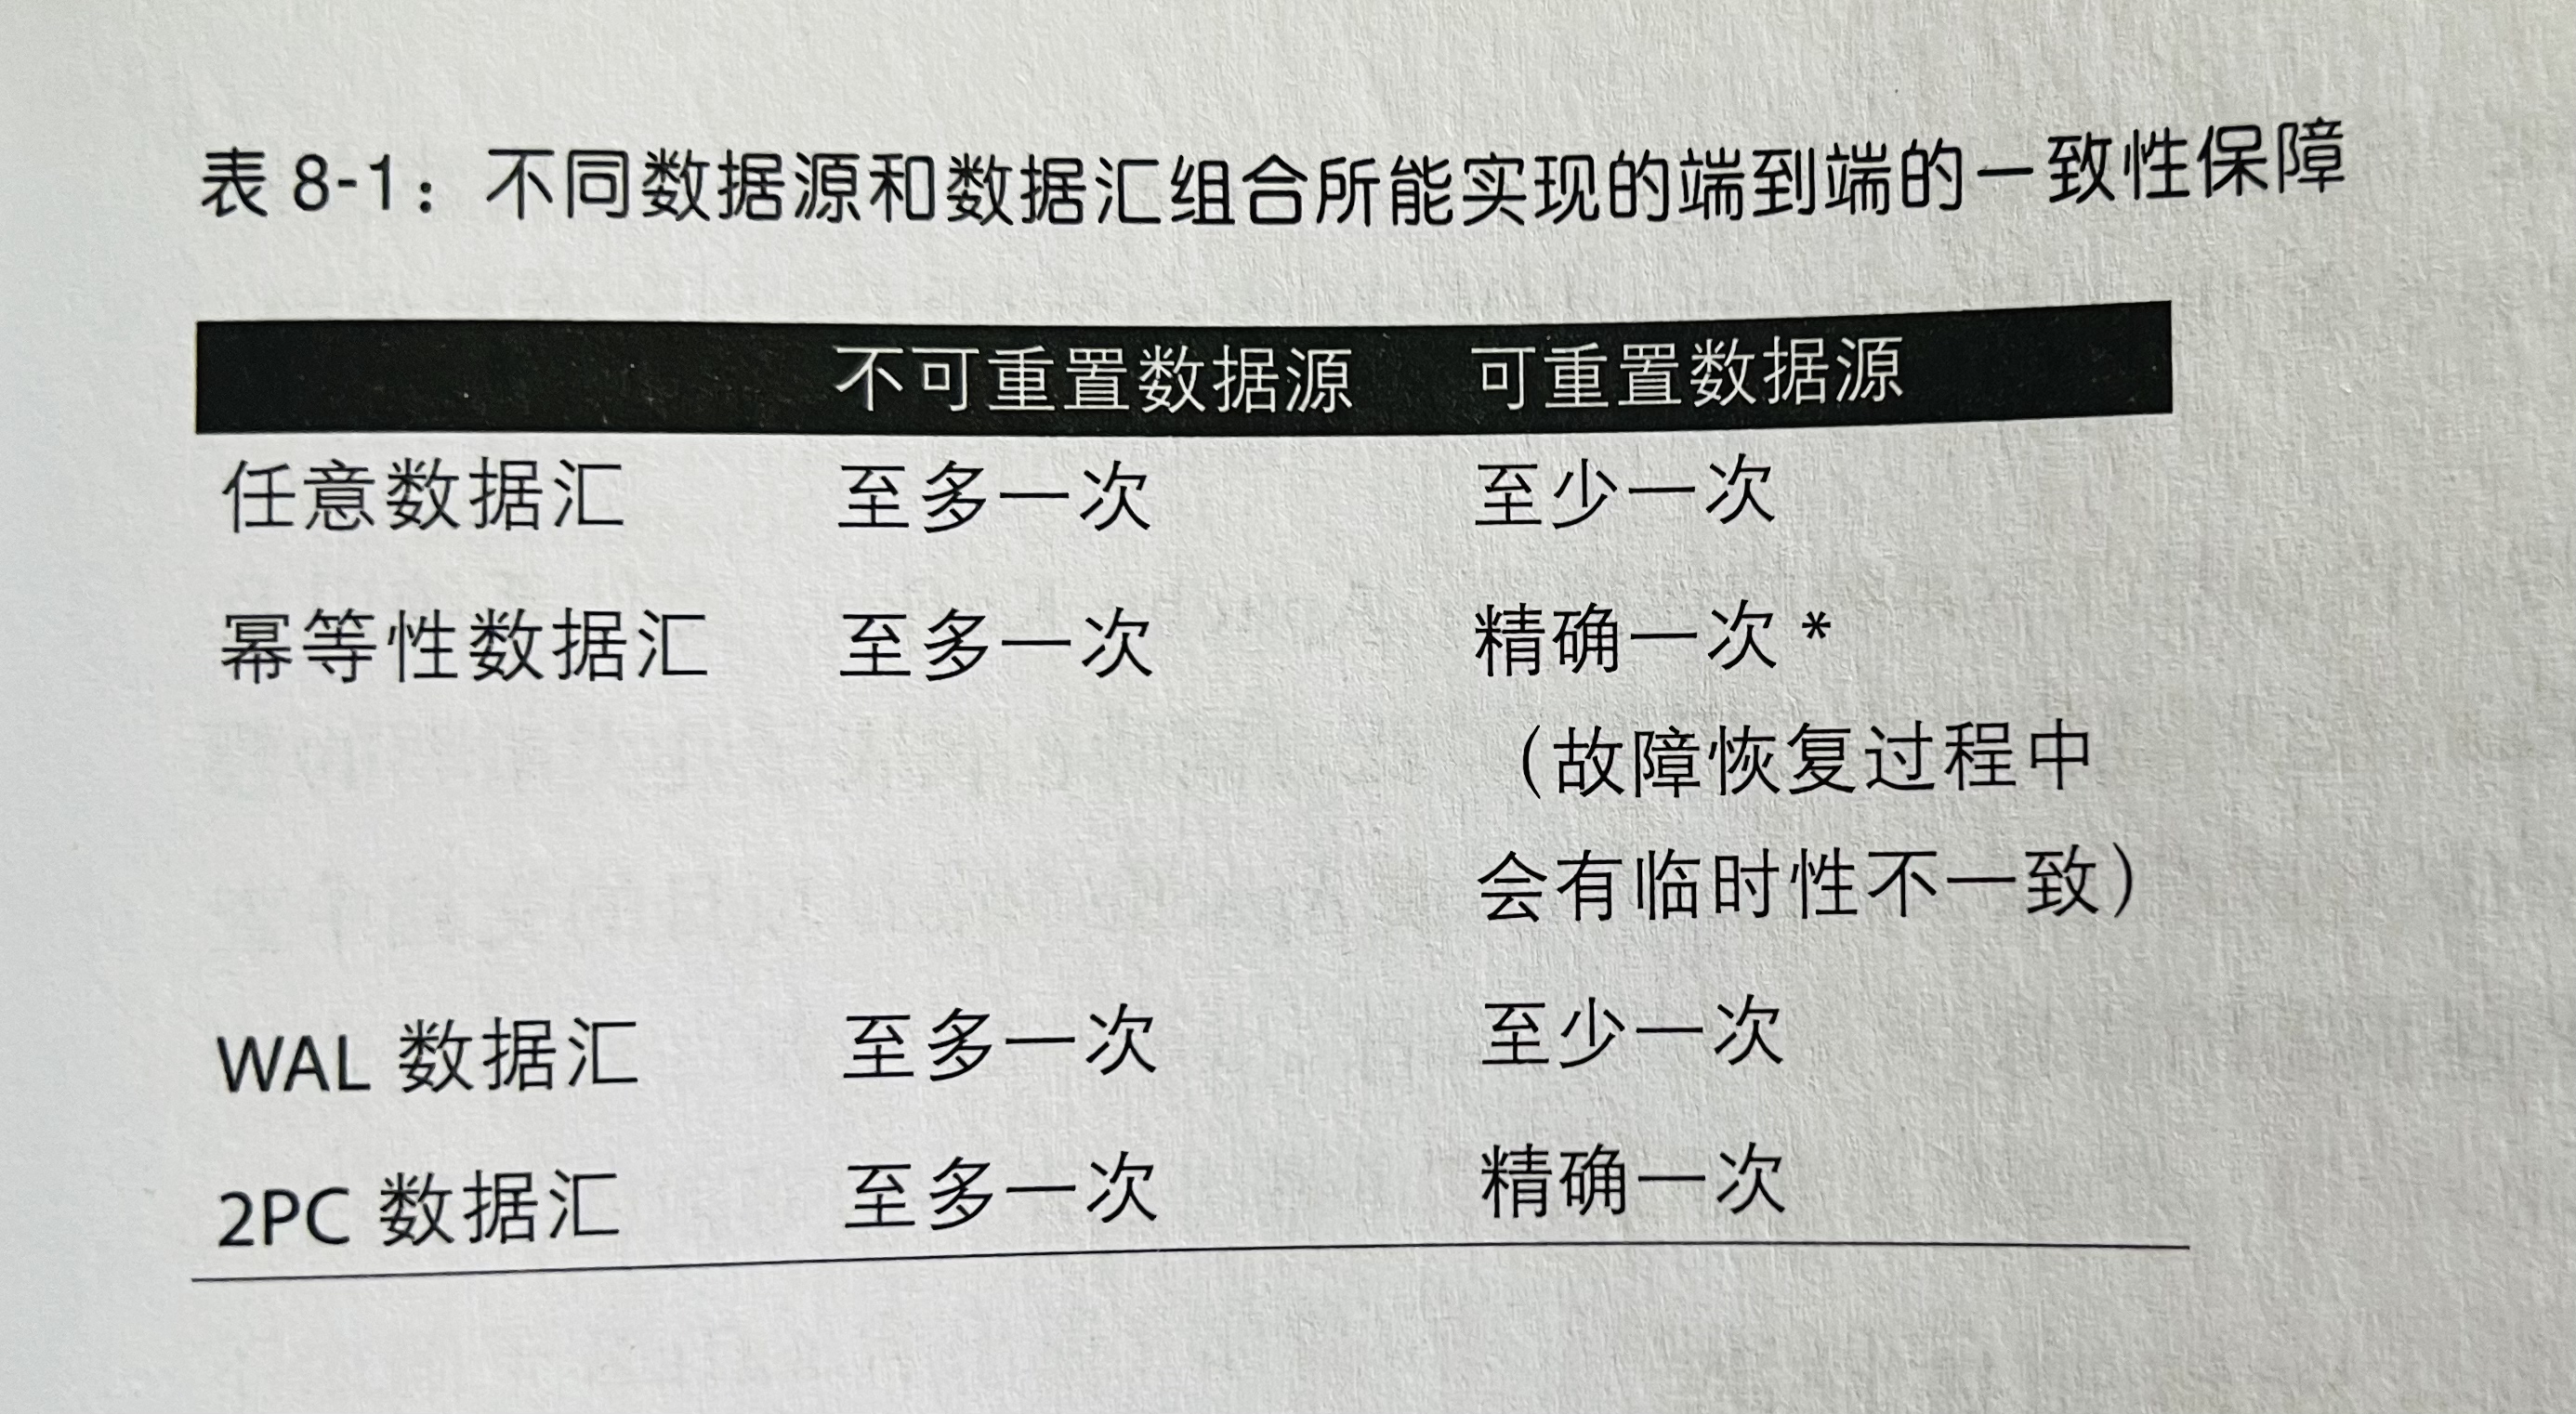 表 8-1：不同数据源和数据汇组合所能实现的端到端的一致性保障
不可重置数据源 可重置数据源
任意数据汇 至多一次 至少一次
幂等性数据汇 至多一次 精确一次 *
（故障恢复过程中
会有临时性不一致）
WAL 数据汇 至多一次 至少一次
2PC 数据汇 至多一次 精确一次